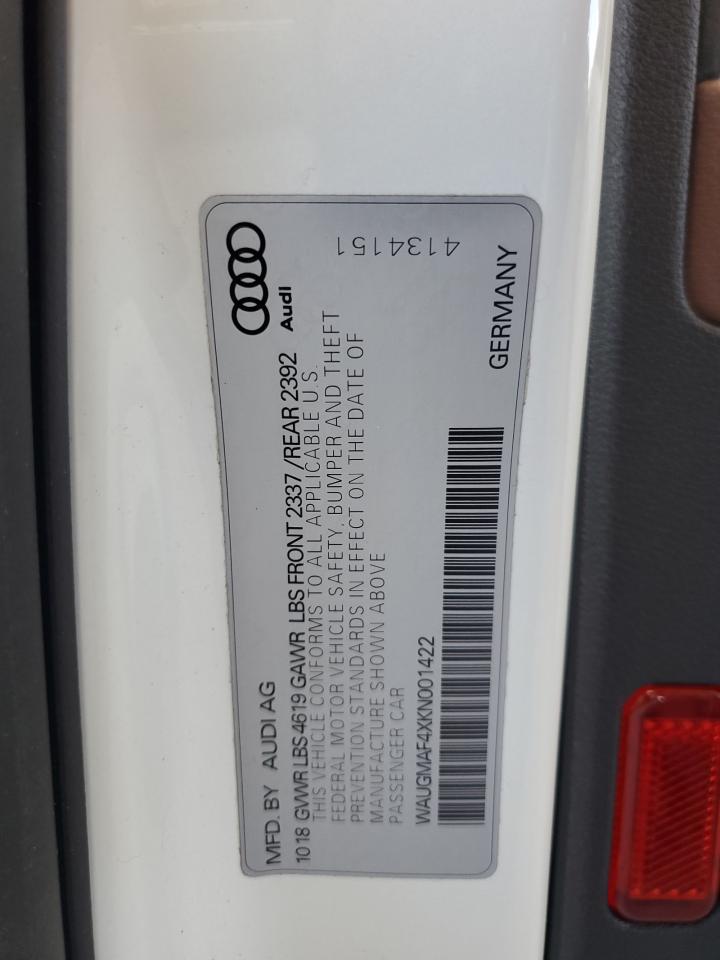 MFD. BY AUDI AG
Audi
1018 GVWR LBS 4619 GAWR LBS FRONT 2337/REAR 2392
THIS VEHICLE CONFORMS TO ALL APPLICABLE U.S.
FEDERAL MOTOR VEHICLE SAFETY, BUMPER AND THEFT
PREVENTION STANDARDS IN EFFECT ON THE DATE OF
MANUFACTURE SHOWN ABOVE
4134151
PASSENGER CAR
WAUGMAF4XKN001422
GERMANY